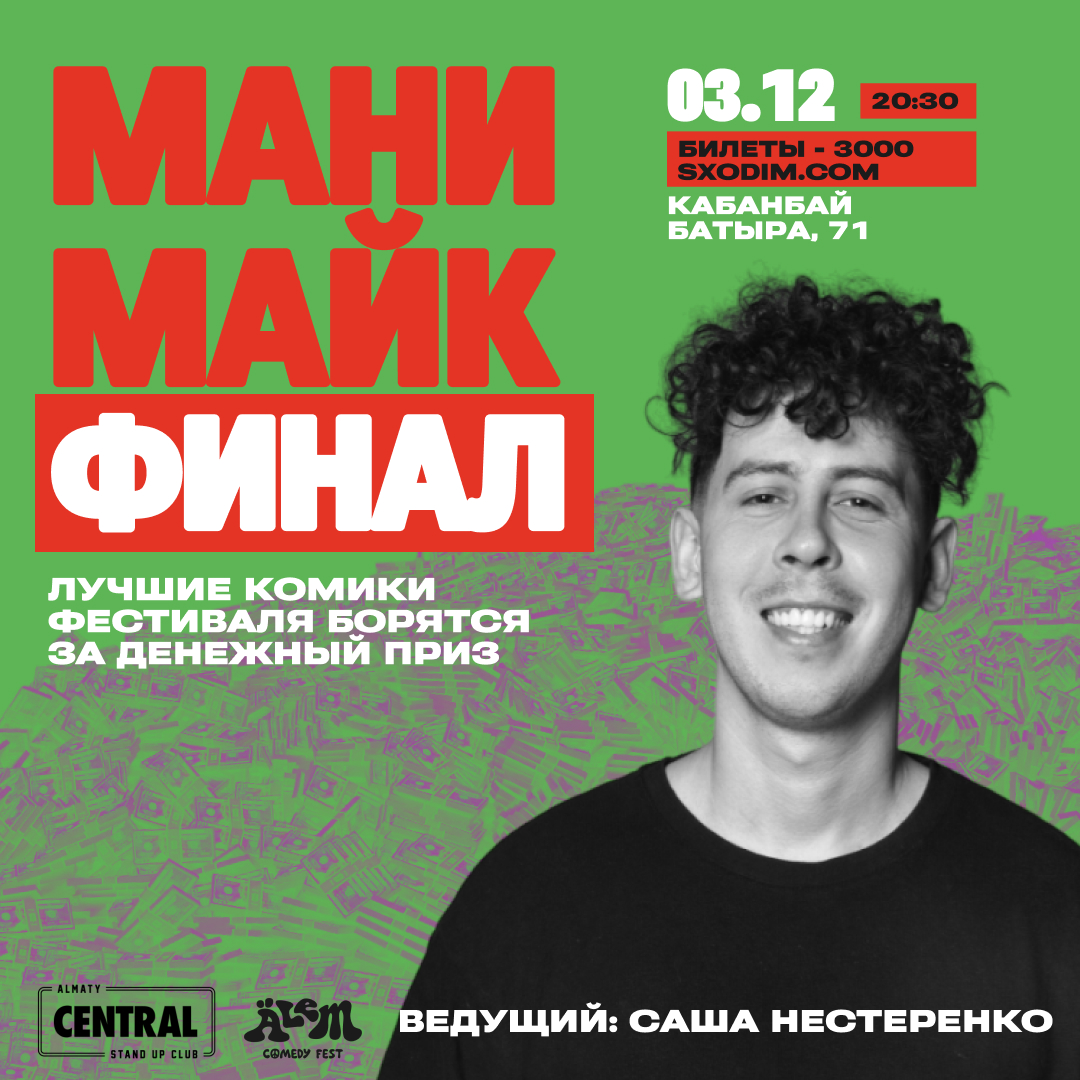 МАНИ
МАЙК
ФИНАЛ
ЛУЧШИЕ КОМИКИ
ФЕСТИВАЛЯ БОРЯТСЯ
ЗА ДЕНЕЖНЫЙ ПРИЗ
03.12
20:30
БИЛЕТЫ - 3000
SXODIM.COM
КАБАНБАЙ
БАТЫРА, 71
ALMATY
CENTRAL
STAND UP CLUB
ÄLEM
COMEDY FEST
ВЕДУЩИЙ: САША НЕСТЕРЕНКО